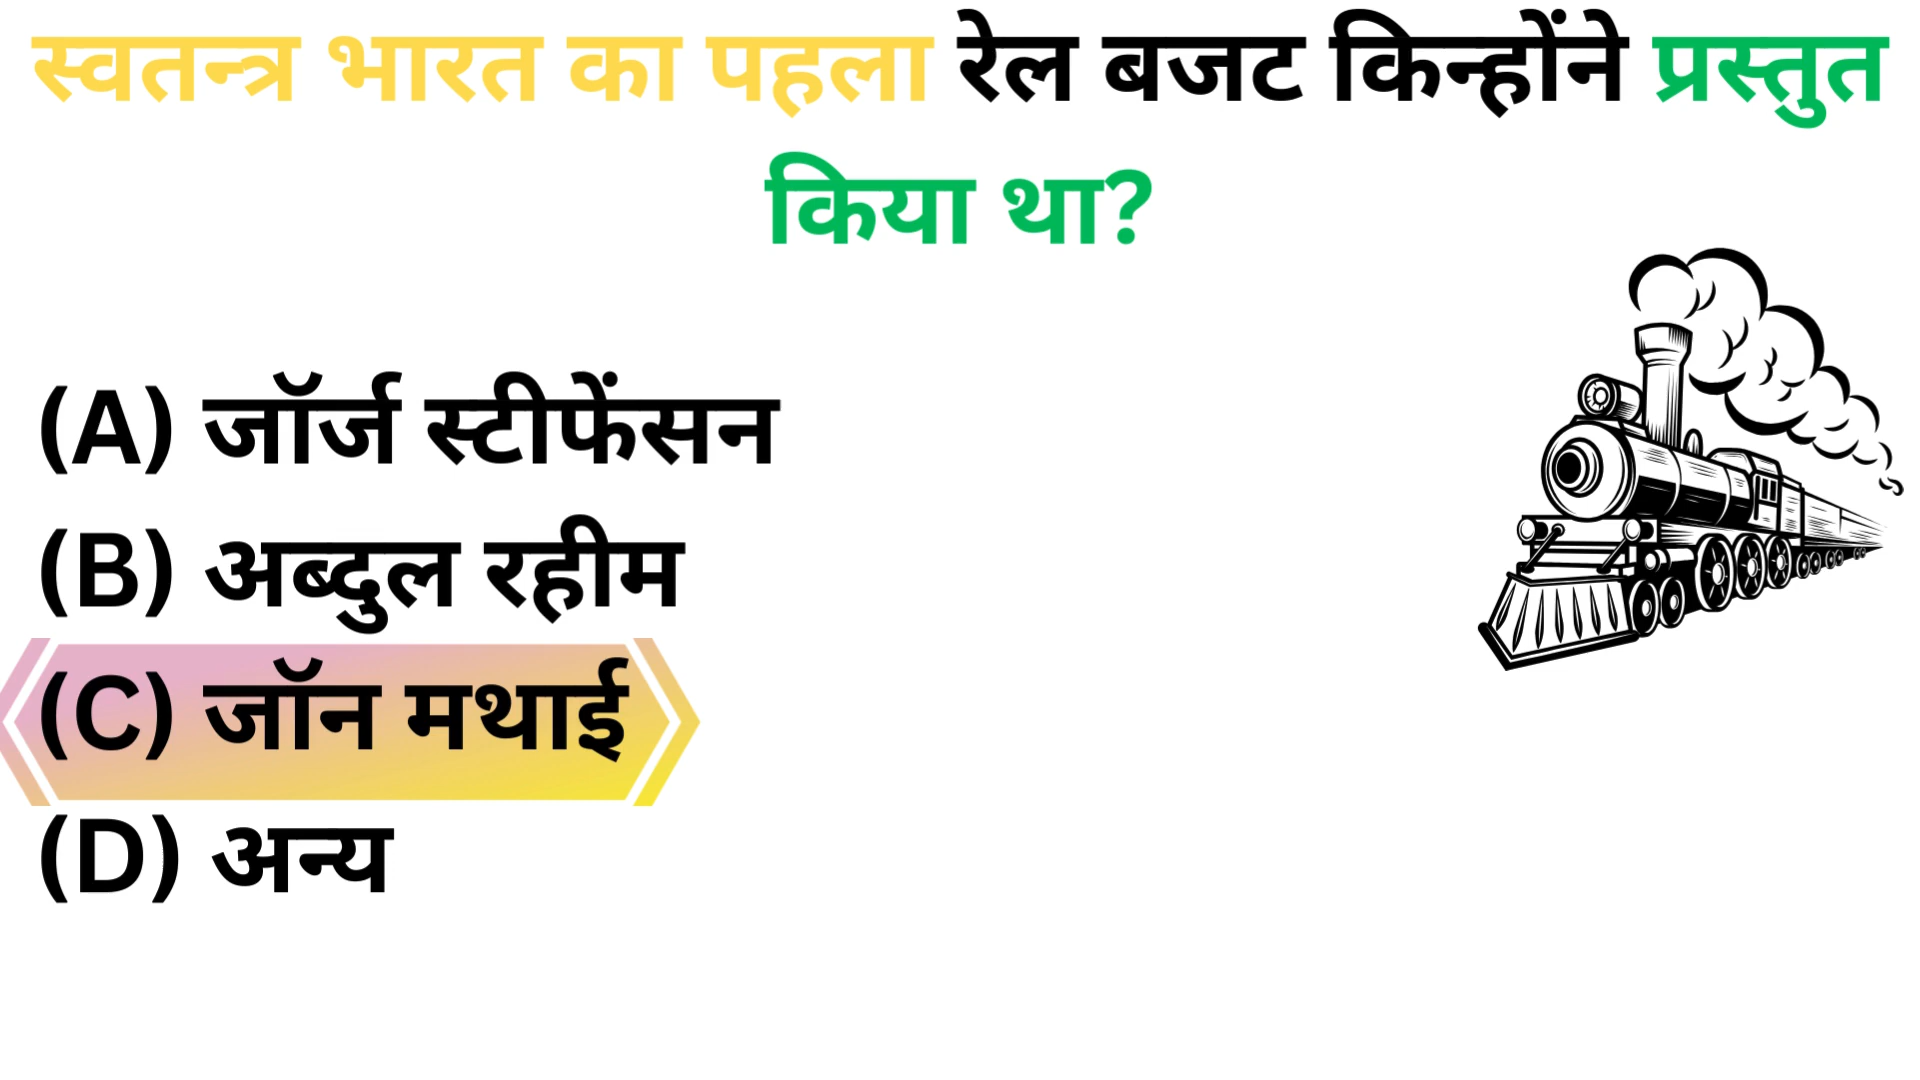 स्वतन्त्र भारत का पहला रेल बजट किन्होंने प्रस्तुत
किया था?
(A) जॉर्ज स्टीफेंसन
(B) अब्दुल रहीम
(C) जॉन मथाई
(D) अन्य